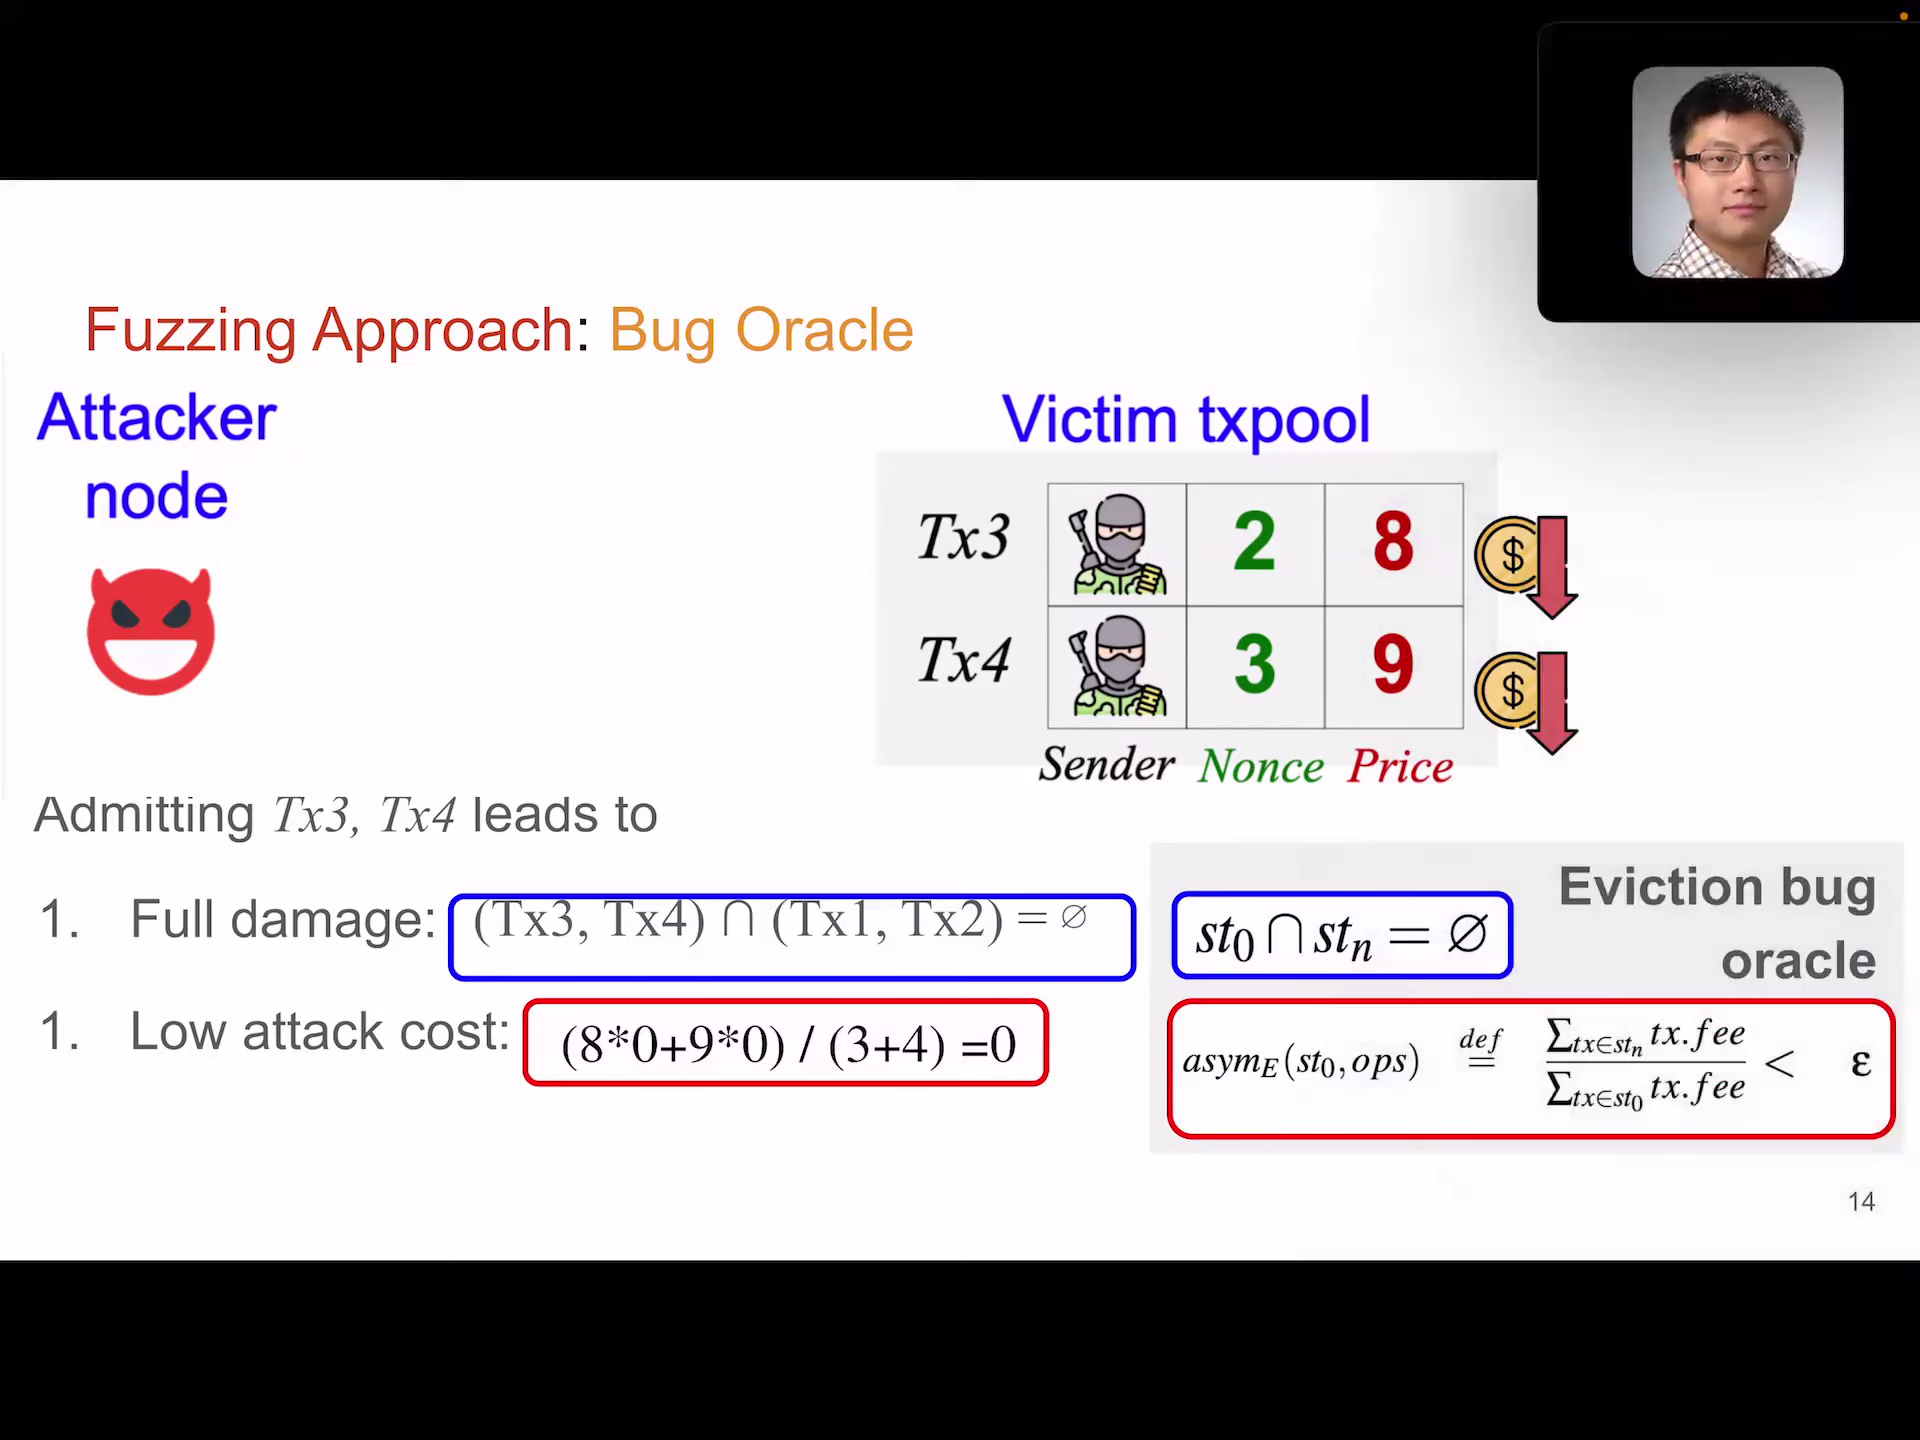 Fuzzing Approach: Bug Oracle
Attacker
node
Victim txpool
Tx3 2 8
$
Tx4 3 9
$
Sender Nonce Price
Admitting Tx3, Tx4 leads to
1. Full damage: (Tx3, Tx4) ∩ (Tx1, Tx2) = ∅
1. Low attack cost: (8*0+9*0) / (3+4) =0
Eviction bug
oracle
st₀ ∩ stₙ = ∅
asym_E(st₀, ops) def= ∑_{tx∈stₙ} tx.fee / ∑_{tx∈st₀} tx.fee < ε
14